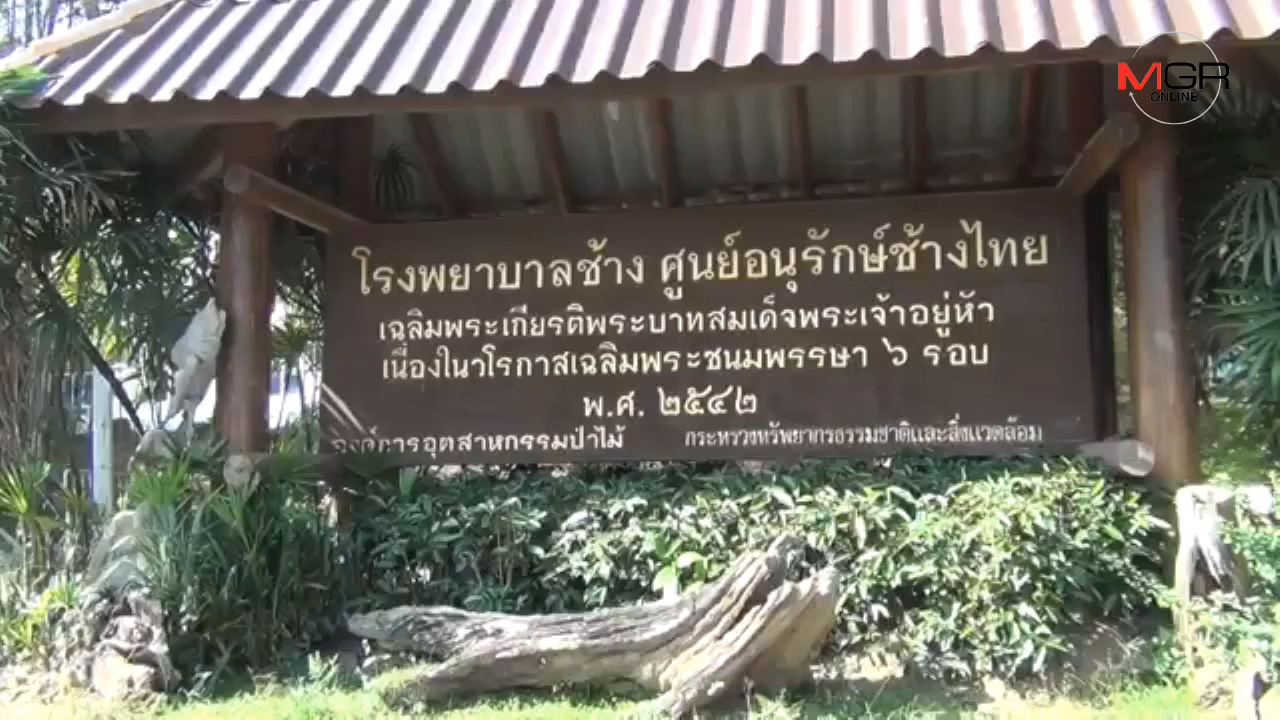 MGR
ONLINE
โรงพยาบาลช้าง ศูนย์อนุรักษ์ช้างไทย
เฉลิมพระเกียรติพระบาทสมเด็จพระเจ้าอยู่หัว
เนื่องในวโรกาสเฉลิมพระชนมพรรษา ๖ รอบ
พ.ศ. ๒๕๔๒
องค์การอุตสาหกรรมป่าไม้ กระทรวงทรัพยากรธรรมชาติและสิ่งแวดล้อม